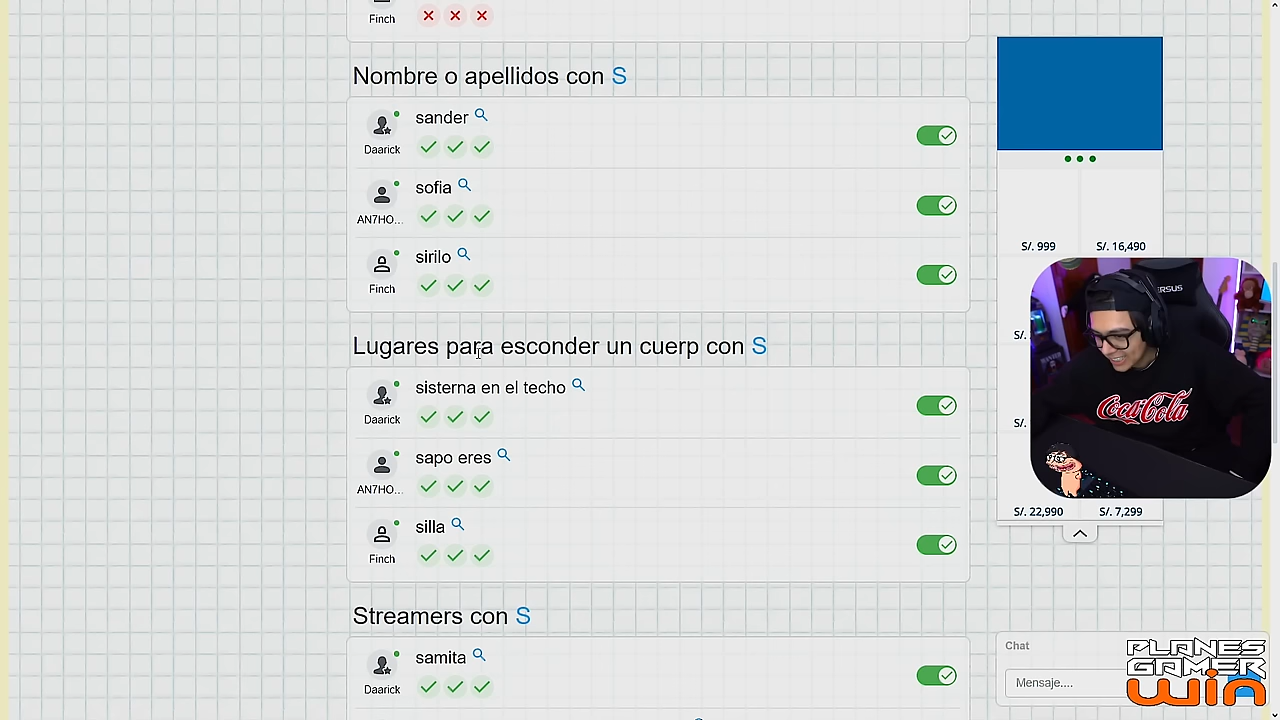 Finch
Nombre o apellidos con S
sander
Daarick
sofia
AN7HO...
sirilo
Finch
Lugares para esconder un cuerp con S
sisterna en el techo
Daarick
sapo eres
AN7HO...
silla
Finch
Streamers con S
samita
Daarick
S/. 999
S/. 16,490
S/.
S/.
S/. 22,990
S/. 7,299
ERSUS
Coca-Cola
Chat
Mensaje....
PLANES
GAMER
win